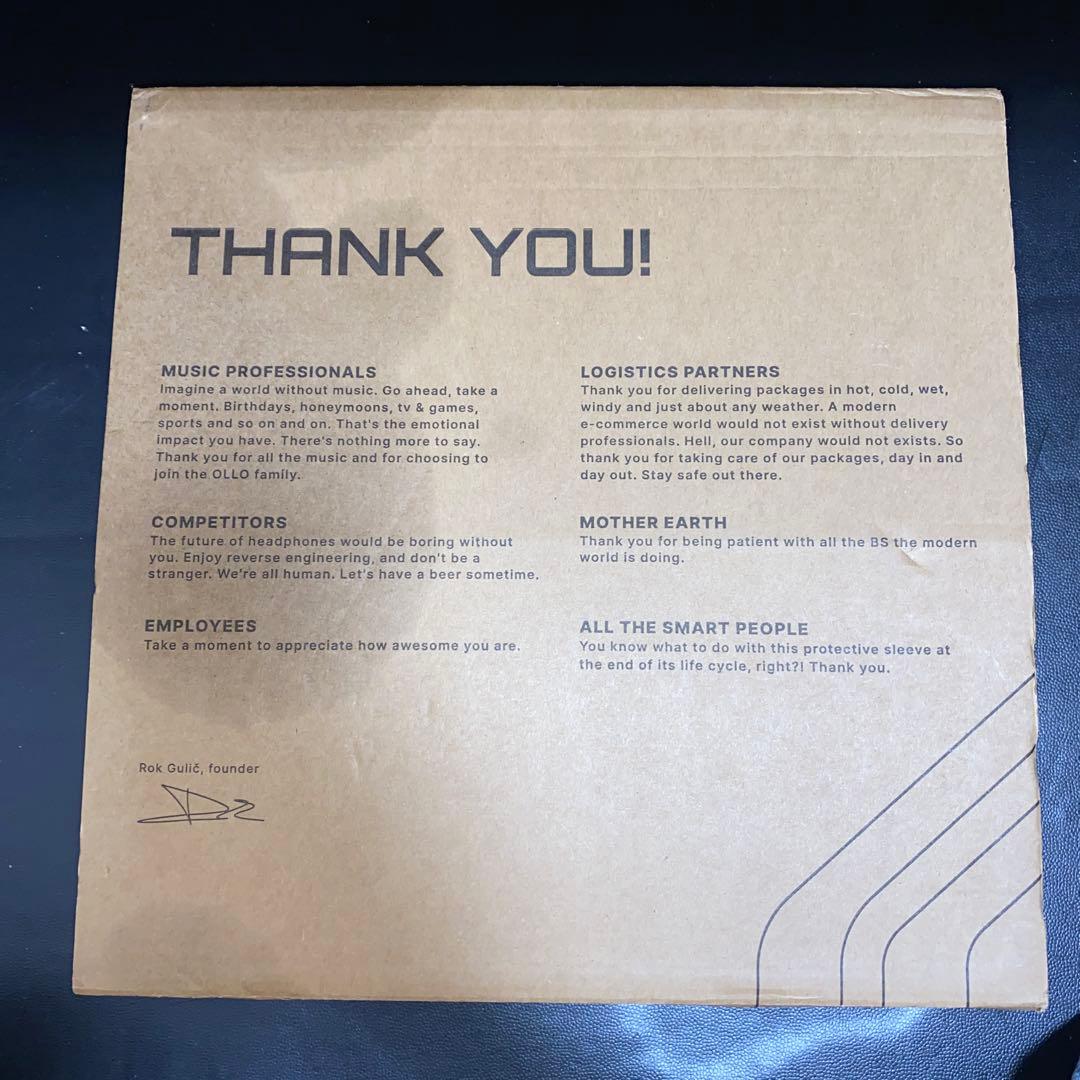 THANK YOU!
MUSIC PROFESSIONALS
Imagine a world without music. Go ahead, take a
moment. Birthdays, honeymoons, tv & games,
sports and so on and on. That's the emotional
impact you have. There's nothing more to say.
Thank you for all the music and for choosing to
join the OLLO family.
COMPETITORS
The future of headphones would be boring without
you. Enjoy reverse engineering, and don't be a
stranger. We're all human. Let's have a beer sometime.
EMPLOYEES
Take a moment to appreciate how awesome you are.
LOGISTICS PARTNERS
Thank you for delivering packages in hot, cold, wet,
windy and just about any weather. A modern
e-commerce world would not exist without delivery
professionals. Hell, our company would not exists. So
thank you for taking care of our packages, day in and
day out. Stay safe out there.
MOTHER EARTH
Thank you for being patient with all the BS the modern
world is doing.
ALL THE SMART PEOPLE
You know what to do with this protective sleeve at
the end of its life cycle, right?! Thank you.
Rok Gulič, founder